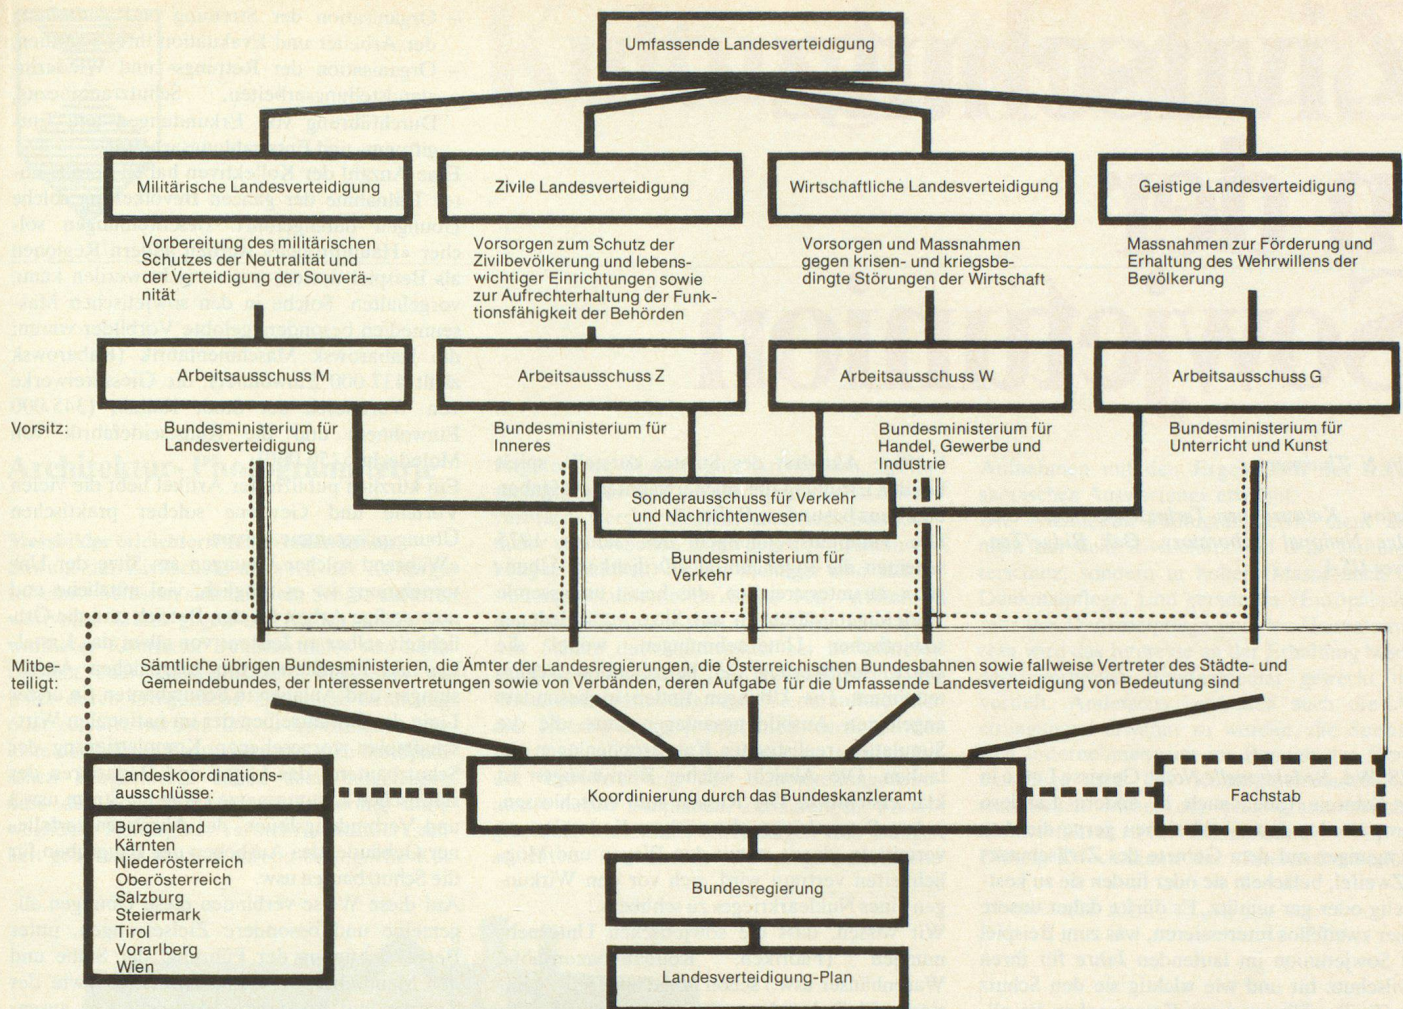 Umfassende Landesverteidigung
Militärische Landesverteidigung
Zivile Landesverteidigung
Wirtschaftliche Landesverteidigung
Geistige Landesverteidigung
Vorbereitung des militärischen
Schutzes der Neutralität und
der Verteidigung der Souverä-
nität
Vorsorgen zum Schutz der
Zivilbevölkerung und lebens-
wichtiger Einrichtungen sowie
zur Aufrechterhaltung der Funk-
tionsfähigkeit der Behörden
Vorsorgen und Massnahmen
gegen krisen- und kriegsbe-
dingte Störungen der Wirtschaft
Massnahmen zur Förderung und
Erhaltung des Wehrwillens der
Bevölkerung
Arbeitsausschuss M
Arbeitsausschuss Z
Arbeitsausschuss W
Arbeitsausschuss G
Vorsitz:
Bundesministerium für
Landesverteidigung
Bundesministerium für
Inneres
Bundesministerium für
Handel, Gewerbe und
Industrie
Bundesministerium für
Unterricht und Kunst
Sonderausschuss für Verkehr
und Nachrichtenwesen
Bundesministerium für
Verkehr
Mitbe-
teiligt:
Sämtliche übrigen Bundesministerien, die Ämter der Landesregierungen, die Österreichischen Bundesbahnen sowie fallweise Vertreter des Städte- und
Gemeindebundes, der Interessenvertretungen sowie von Verbänden, deren Aufgabe für die Umfassende Landesverteidigung von Bedeutung sind
Landeskoordinations-
ausschüsse:
Burgenland
Kärnten
Niederösterreich
Oberösterreich
Salzburg
Steiermark
Tirol
Vorarlberg
Wien
Koordinierung durch das Bundeskanzleramt
Fachstab
Bundesregierung
Landesverteidigung-Plan